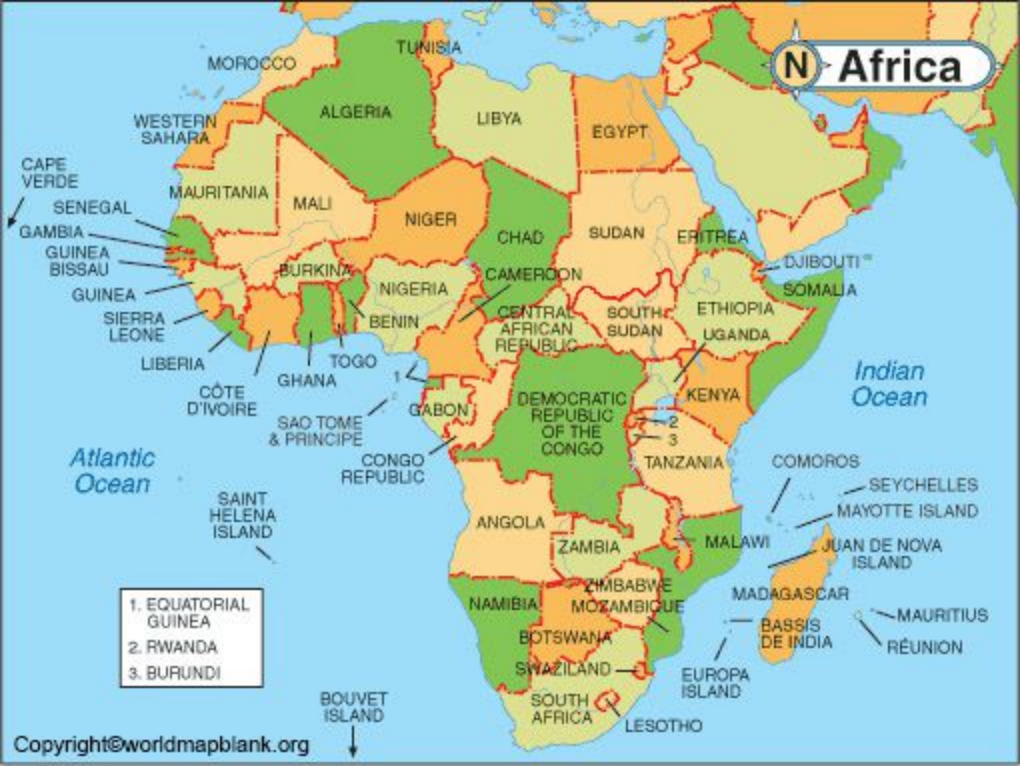 N Africa
MOROCCO
TUNISIA
ALGERIA
LIBYA
EGYPT
WESTERN
SAHARA
CAPE
VERDE
MAURITANIA
MALI
NIGER
CHAD
SUDAN
ERITREA
SENEGAL
GAMBIA
GUINEA
BISSAU
GUINEA
SIERRA
LEONE
LIBERIA
CÔTE
D'IVOIRE
GHANA
TOGO
BENIN
BURKINA
NIGERIA
CAMEROON
CENTRAL
AFRICAN
REPUBLIC
SOUTH
SUDAN
DJIBOUTI
SOMALIA
ETHIOPIA
UGANDA
KENYA
Indian
Ocean
1
SAO TOME
& PRINCIPE
GABON
CONGO
REPUBLIC
DEMOCRATIC
REPUBLIC
OF THE
CONGO
2
3
TANZANIA
Atlantic
Ocean
SAINT
HELENA
ISLAND
ANGOLA
ZAMBIA
MALAWI
COMOROS
SEYCHELLES
MAYOTTE ISLAND
JUAN DE NOVA
ISLAND
MADAGASCAR
BASSIS
DE INDIA
MAURITIUS
RÉUNION
EUROPA
ISLAND
ZIMBABWE
MOZAMBIQUE
NAMIBIA
BOTSWANA
SWAZILAND
SOUTH
AFRICA
LESOTHO
1. EQUATORIAL
GUINEA
2. RWANDA
3. BURUNDI
BOUVET
ISLAND
Copyright©worldmapblank.org